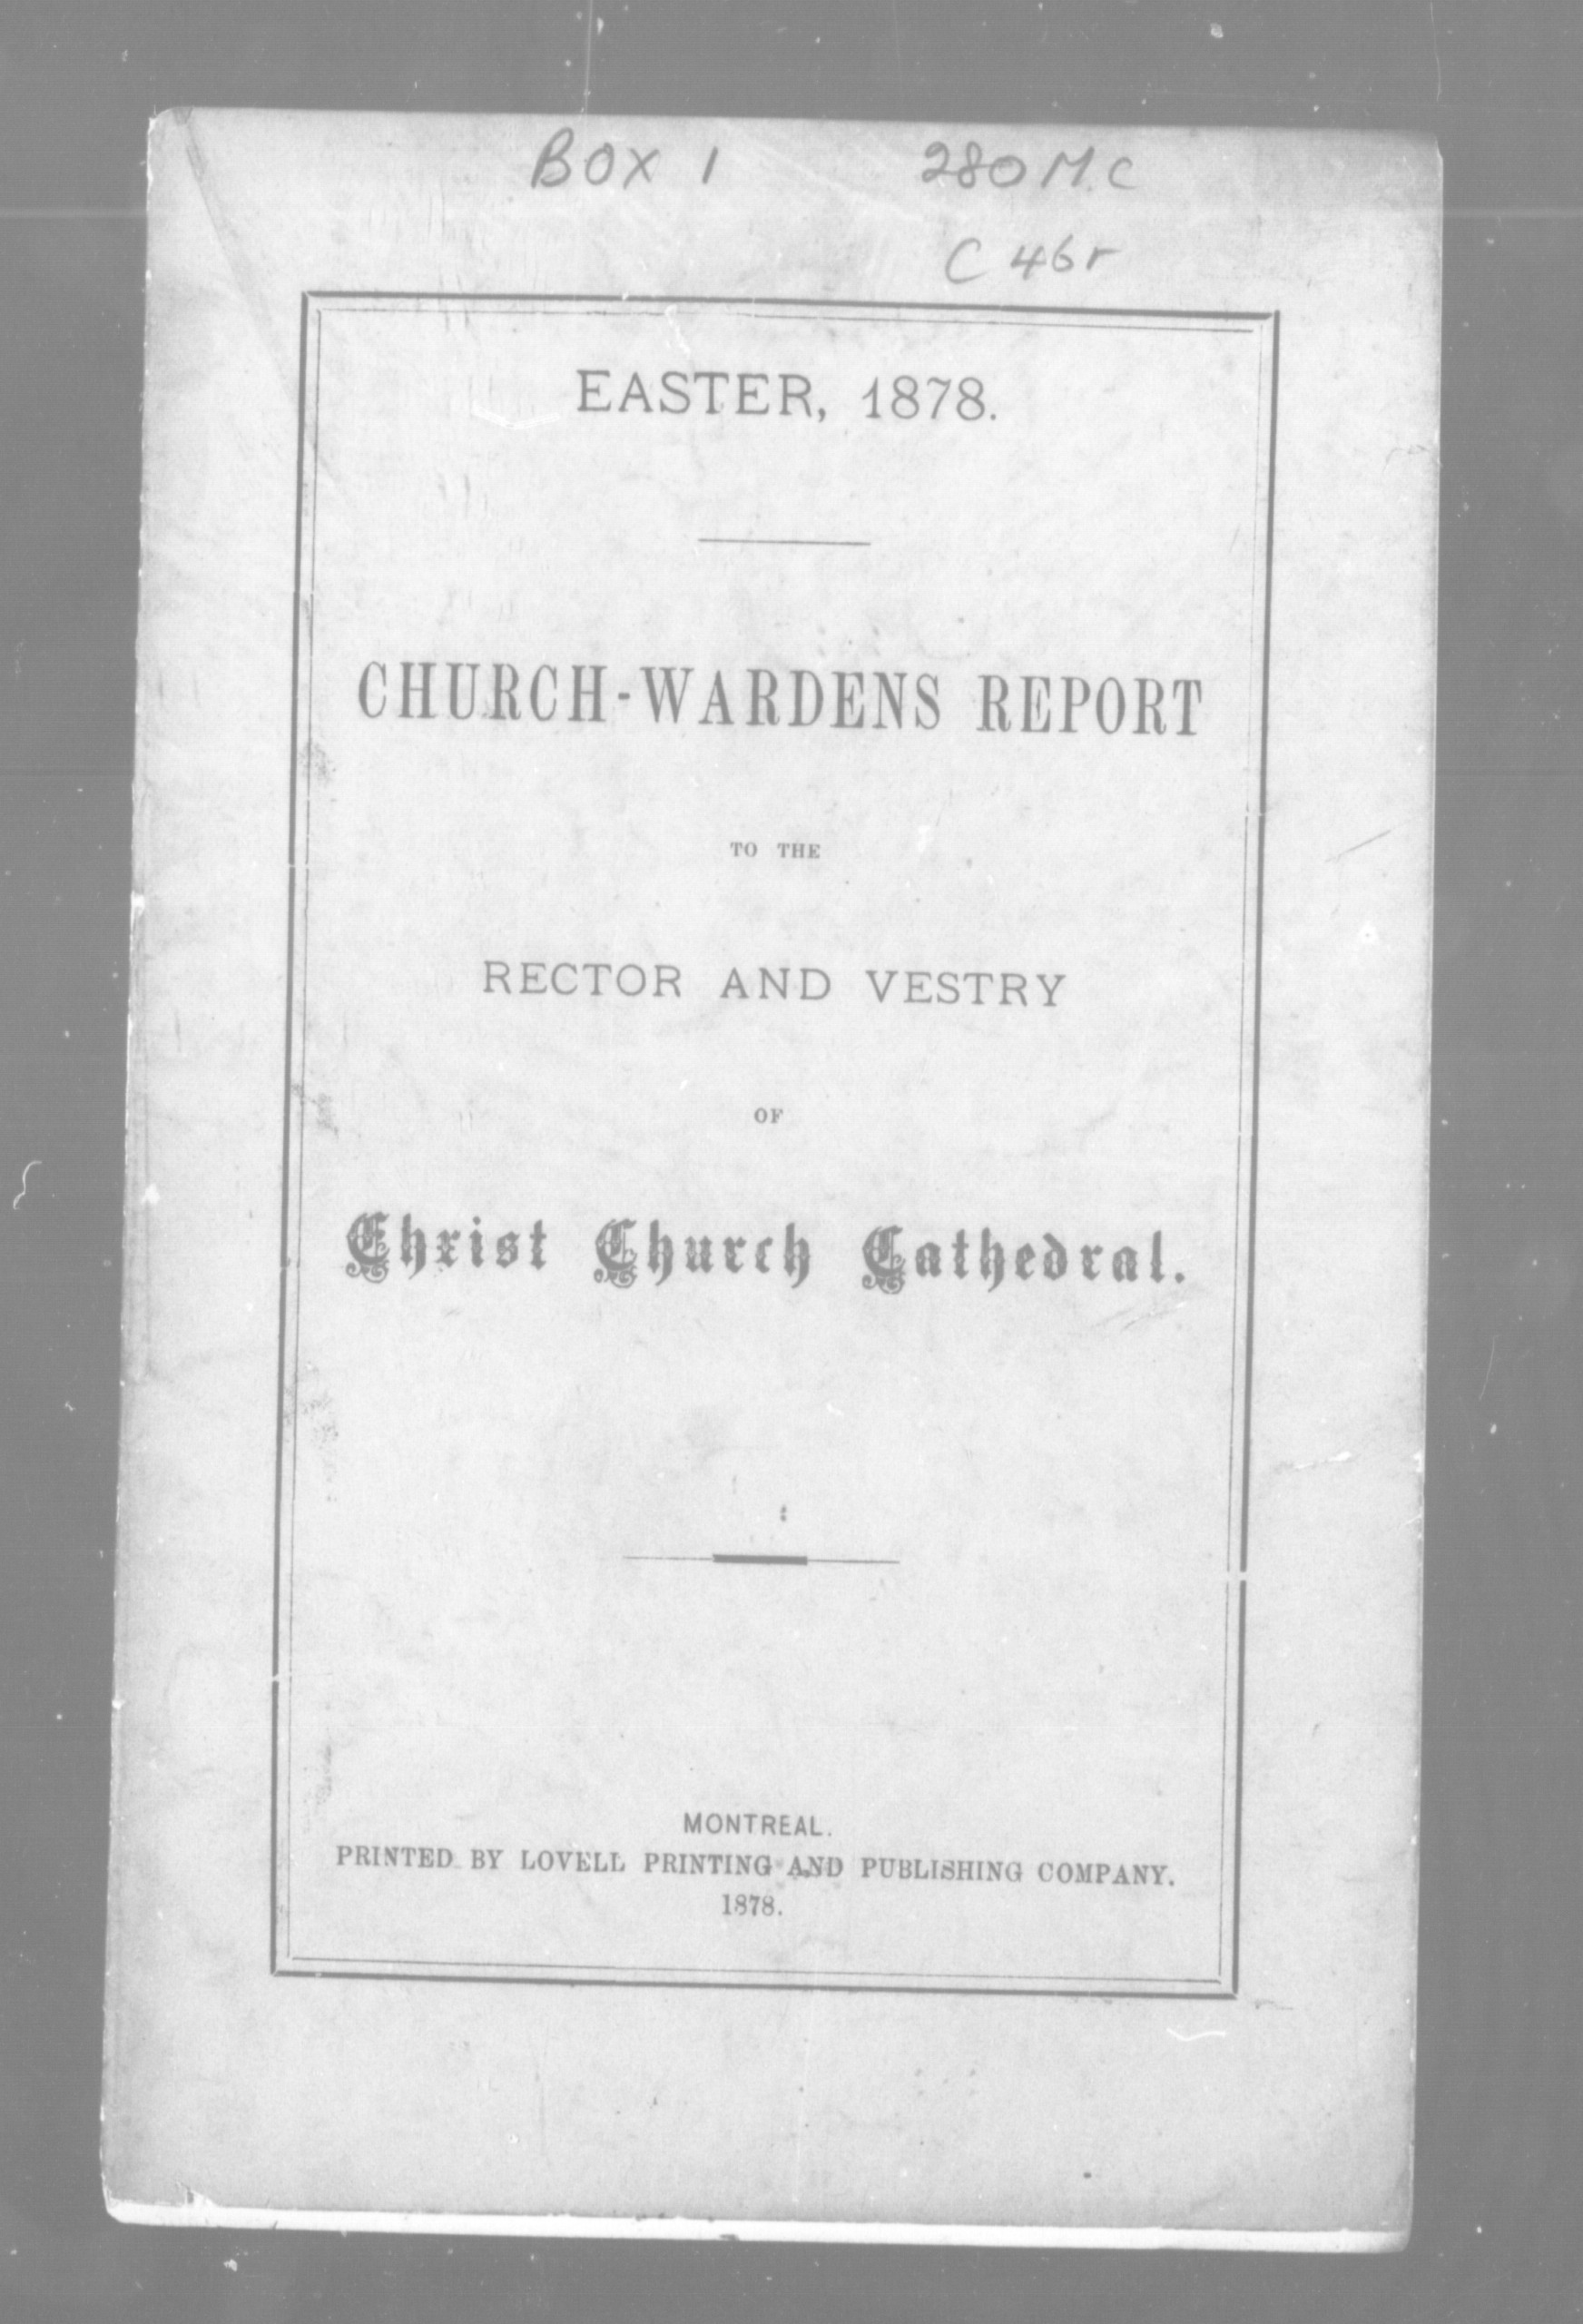 BOX 1 280 M.C
C 46r
EASTER, 1878.
CHURCH-WARDENS REPORT
TO THE
RECTOR AND VESTRY
OF
Christ Church Cathedral.
MONTREAL.
PRINTED BY LOVELL PRINTING AND PUBLISHING COMPANY.
1878.